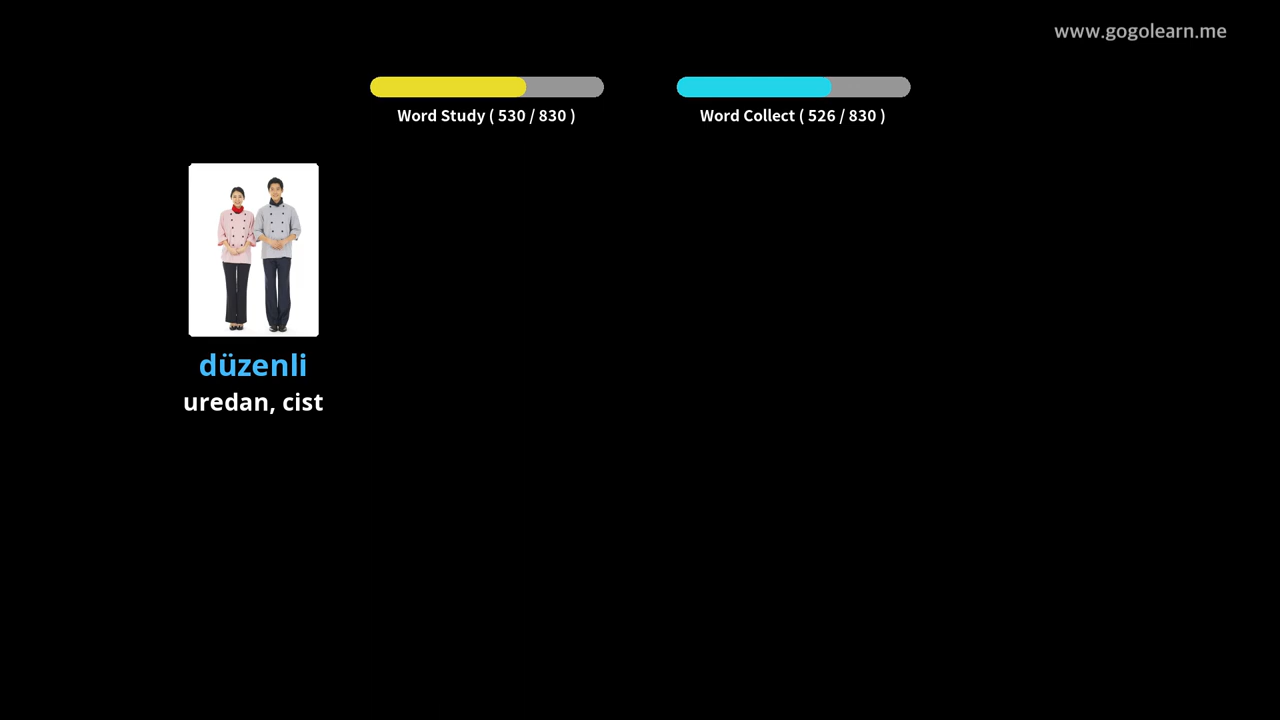 www.gogolearn.me
Word Study ( 530 / 830 )
Word Collect ( 526 / 830 )
düzenli
uredan, cist